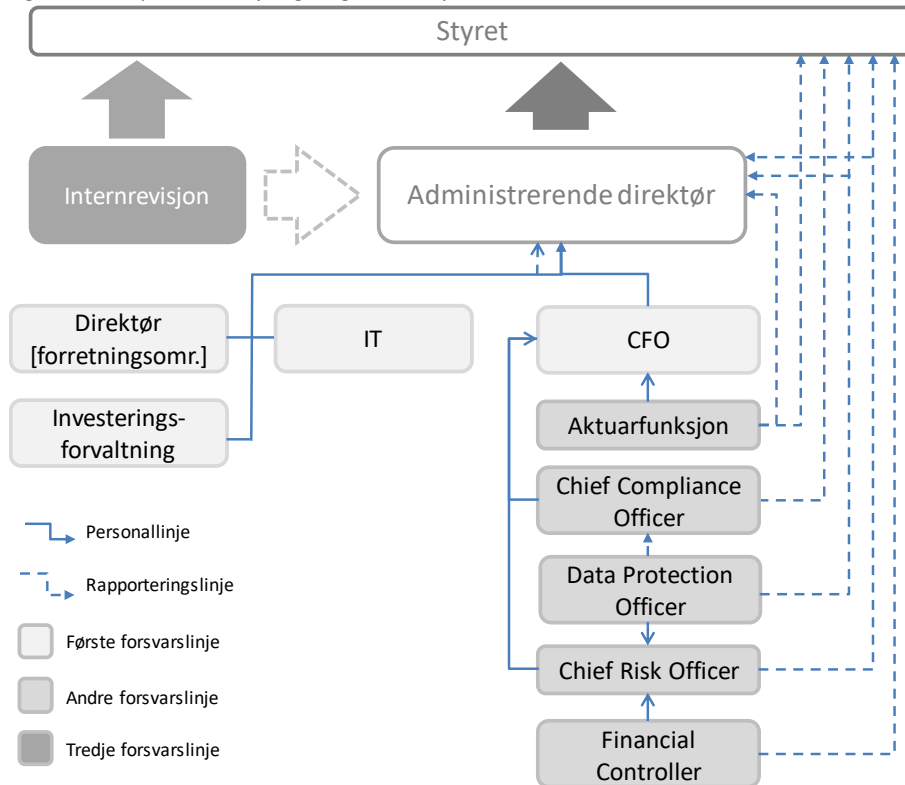 Styret
Internrevisjon
Administrerende direktør
Direktør
[forretningsomr.]
IT
CFO
Investerings-
forvaltning
Aktuarfunksjon
Chief Compliance
Officer
Personallinje
Data Protection
Officer
Rapporteringslinje
Første forsvarslinje
Chief Risk Officer
Andre forsvarslinje
Tredje forsvarslinje
Financial
Controller